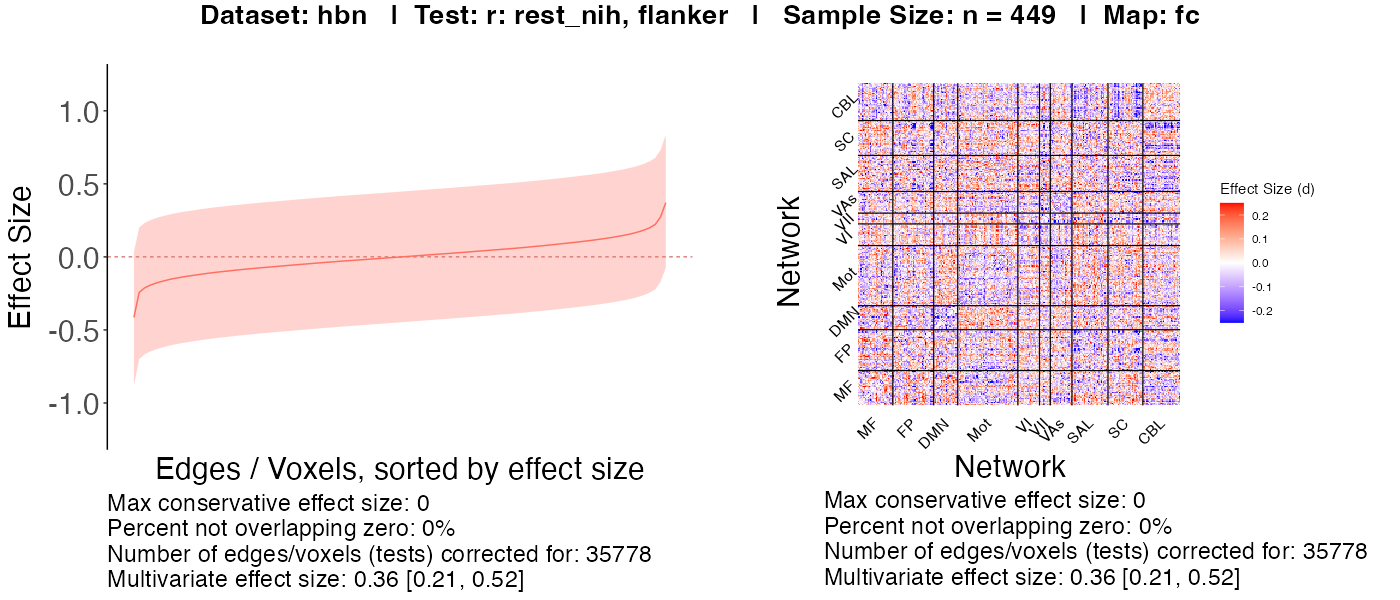 Dataset: hbn | Test: r: rest_nih, flanker | Sample Size: n = 449 | Map: fc
Effect Size
1.0
0.5
0.0
-0.5
-1.0
Edges / Voxels, sorted by effect size
Max conservative effect size: 0
Percent not overlapping zero: 0%
Number of edges/voxels (tests) corrected for: 35778
Multivariate effect size: 0.36 [0.21, 0.52]
Network
CBL
SC
SAL
VAs
VII
VI
Mot
DMN
FP
MF
MF
FP
DMN
Mot
VI
VII
VAs
SAL
SC
CBL
Network
Effect Size (d)
0.2
0.1
0.0
-0.1
-0.2
Max conservative effect size: 0
Percent not overlapping zero: 0%
Number of edges/voxels (tests) corrected for: 35778
Multivariate effect size: 0.36 [0.21, 0.52]